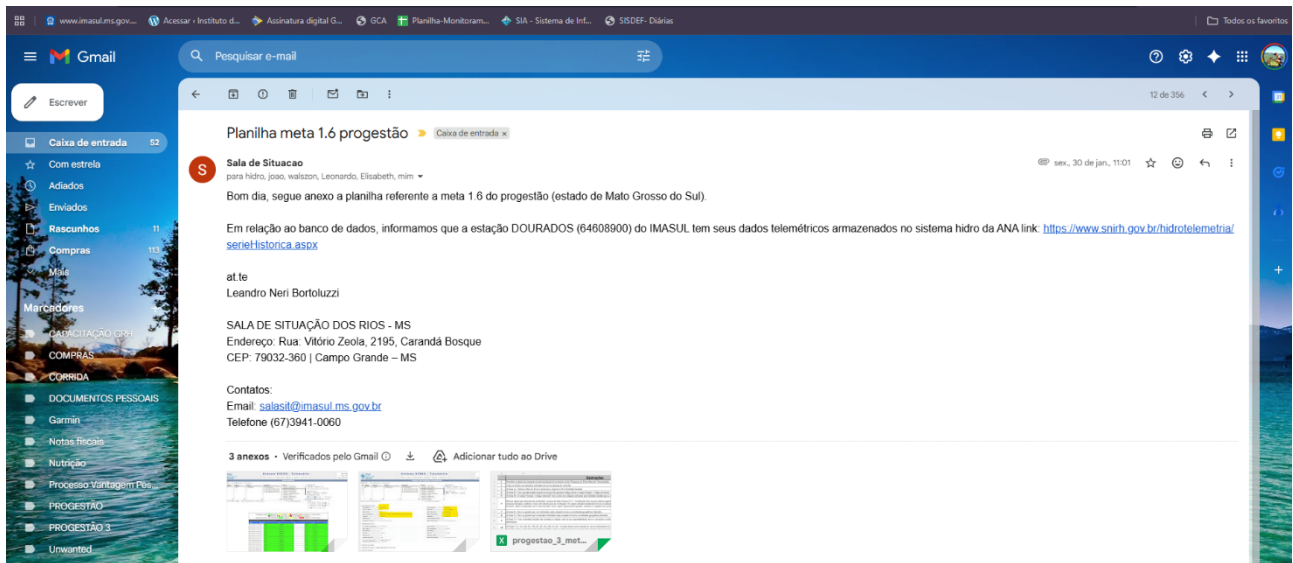 www.imasul.ms.gov....
Acessar ‹ Instituto d...
Assinatura digital G...
GCA
Planilha-Monitoram...
SIA - Sistema de Inf...
SISDEF- Diárias
Todos os favoritos
Gmail
Pesquisar e-mail
Escrever
12 de 356
Caixa de entrada 52
Com estrela
Adiados
Enviados
Rascunhos 11
Compras 113
Mais
Marcadores
CAPACITAÇÃO GRH
COMPRAS
CORRIDA
DOCUMENTOS PESSOAIS
Garmin
Notas fiscais
Nutrição
Processo Vantagem Pes...
PROGESTÃO
PROGESTÃO 3
Unwanted
Planilha meta 1.6 progestão
Caixa de entrada x
S
Sala de Situacao
sex., 30 de jan., 11:01
para hidro, joao, walszon, Leonardo, Elisabeth, mim
Bom dia, segue anexo a planilha referente a meta 1.6 do progestão (estado de Mato Grosso do Sul).
Em relação ao banco de dados, informamos que a estação DOURADOS (64608900) do IMASUL tem seus dados telemétricos armazenados no sistema hidro da ANA link: https://www.snirh.gov.br/hidrotelemetria/
serieHistorica.aspx
at.te
Leandro Neri Bortoluzzi
SALA DE SITUAÇÃO DOS RIOS - MS
Endereço: Rua: Vitório Zeola, 2195, Carandá Bosque
CEP: 79032-360 | Campo Grande – MS
Contatos:
Email: salasit@imasul.ms.gov.br
Telefone (67)3941-0060
3 anexos • Verificados pelo Gmail
Adicionar tudo ao Drive
X progestao_3_met...